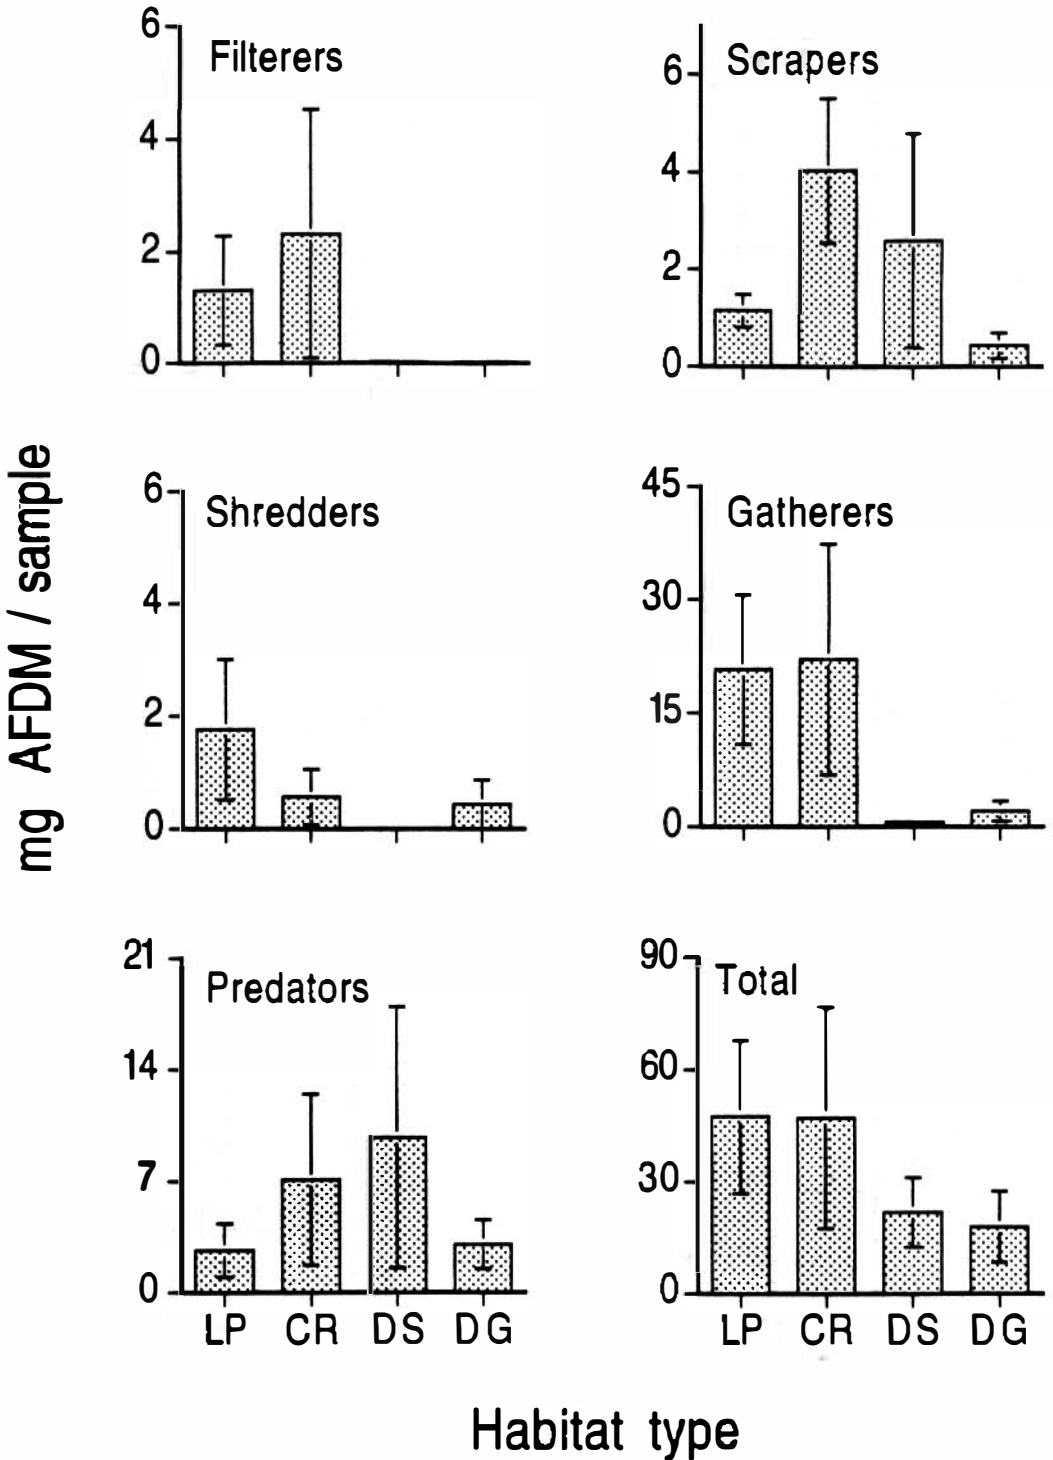 Filterers
6
4
2
0
Scrapers
6
4
2
0
mg AFDM / sample
Shredders
6
4
2
0
Gatherers
45
30
15
0
Predators
21
14
7
0
LP CR DS DG
Total
90
60
30
0
LP CR DS DG
Habitat type